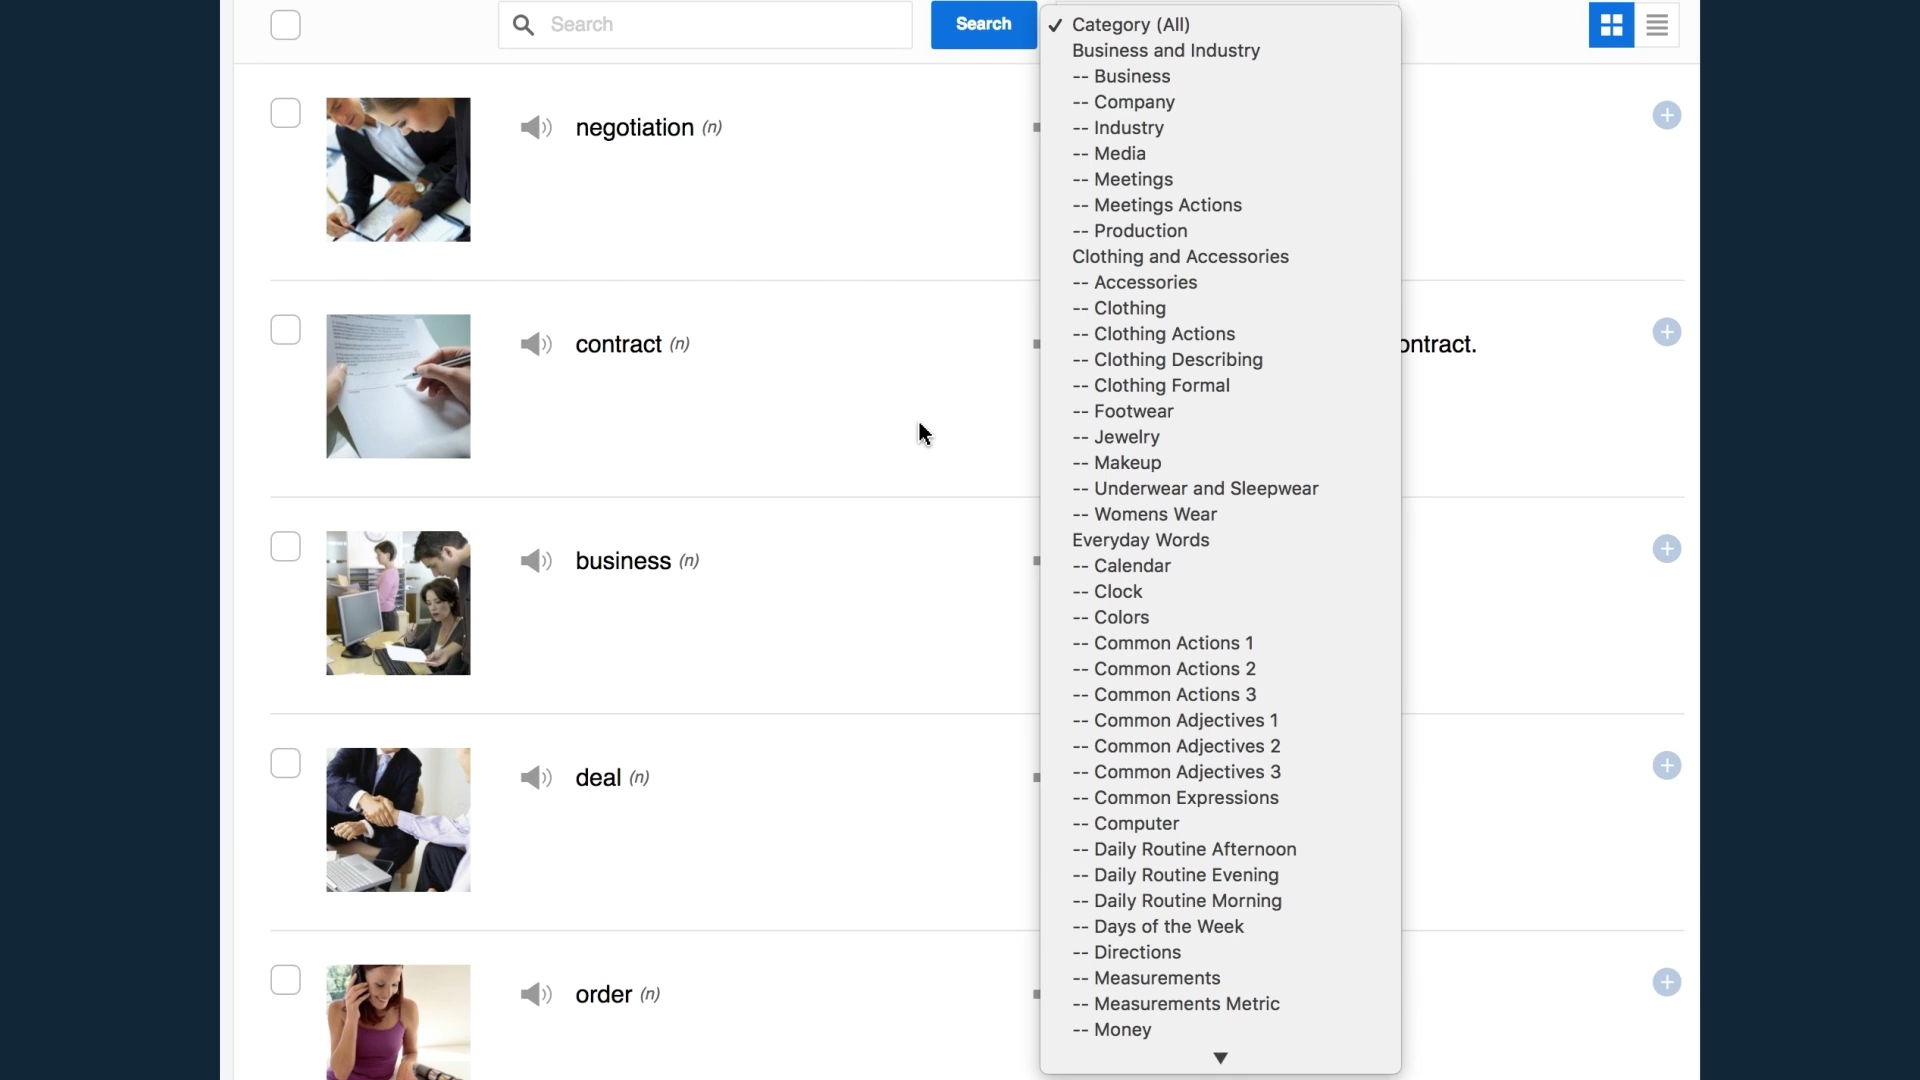 Search
Search
✓ Category (All)
Business and Industry
-- Business
-- Company
-- Industry
-- Media
-- Meetings
-- Meetings Actions
-- Production
Clothing and Accessories
-- Accessories
-- Clothing
-- Clothing Actions
-- Clothing Describing
-- Clothing Formal
-- Footwear
-- Jewelry
-- Makeup
-- Underwear and Sleepwear
-- Womens Wear
Everyday Words
-- Calendar
-- Clock
-- Colors
-- Common Actions 1
-- Common Actions 2
-- Common Actions 3
-- Common Adjectives 1
-- Common Adjectives 2
-- Common Adjectives 3
-- Common Expressions
-- Computer
-- Daily Routine Afternoon
-- Daily Routine Evening
-- Daily Routine Morning
-- Days of the Week
-- Directions
-- Measurements
-- Measurements Metric
-- Money
negotiation (n)
contract (n)
ontract.
business (n)
deal (n)
order (n)